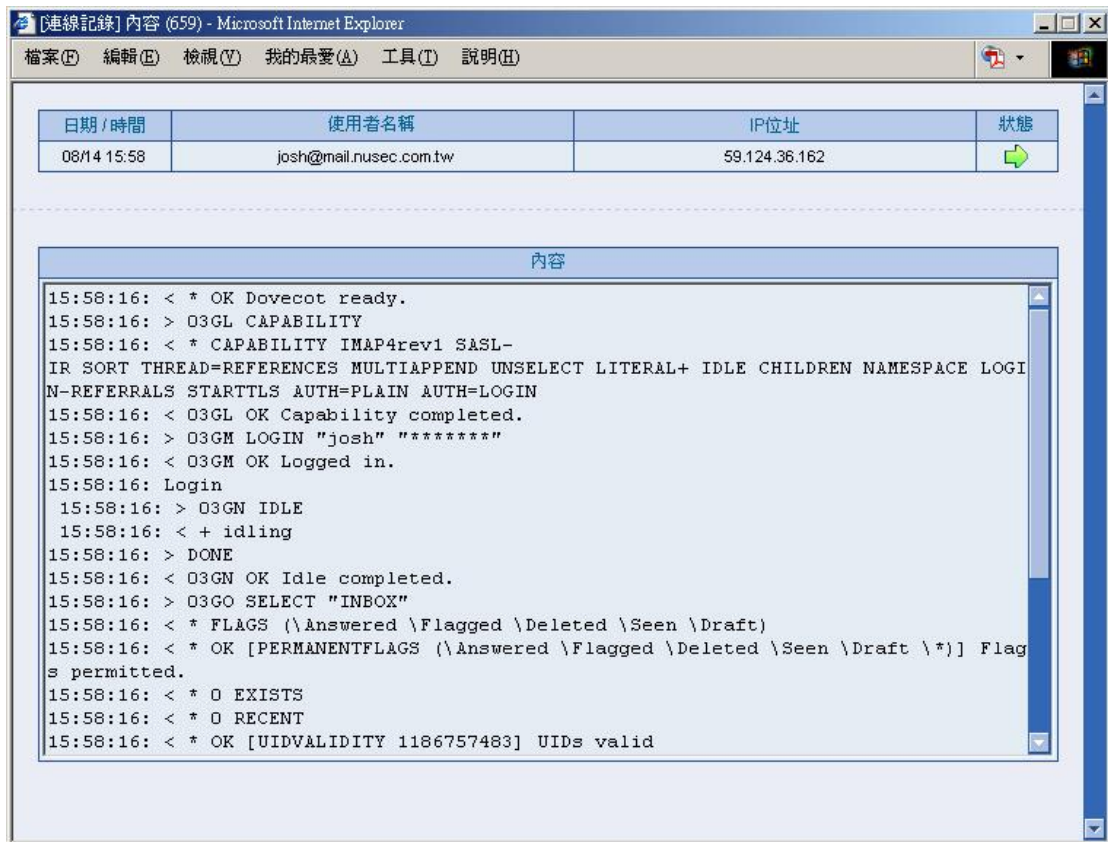 [連線記錄] 內容 (659) - Microsoft Internet Explorer
檔案(F) 編輯(E) 檢視(V) 我的最愛(A) 工具(T) 說明(H)
日期 / 時間 使用者名稱 IP位址 狀態
08/14 15:58 josh@mail.nusec.com.tw 59.124.36.162
內容
15:58:16: < * OK Dovecot ready.
15:58:16: > O3GL CAPABILITY
15:58:16: < * CAPABILITY IMAP4rev1 SASL-
IR SORT THREAD=REFERENCES MULTIAPPEND UNSELECT LITERAL+ IDLE CHILDREN NAMESPACE LOGI
N-REFERRALS STARTTLS AUTH=PLAIN AUTH=LOGIN
15:58:16: < O3GL OK Capability completed.
15:58:16: > O3GM LOGIN "josh" "********"
15:58:16: < O3GM OK Logged in.
15:58:16: Login
15:58:16: > O3GN IDLE
15:58:16: < + idling
15:58:16: > DONE
15:58:16: < O3GN OK Idle completed.
15:58:16: > O3GO SELECT "INBOX"
15:58:16: < * FLAGS (\Answered \Flagged \Deleted \Seen \Draft)
15:58:16: < * OK [PERMANENTFLAGS (\Answered \Flagged \Deleted \Seen \Draft \*)] Flag
s permitted.
15:58:16: < * 0 EXISTS
15:58:16: < * 0 RECENT
15:58:16: < * OK [UIDVALIDITY 1186757483] UIDs valid